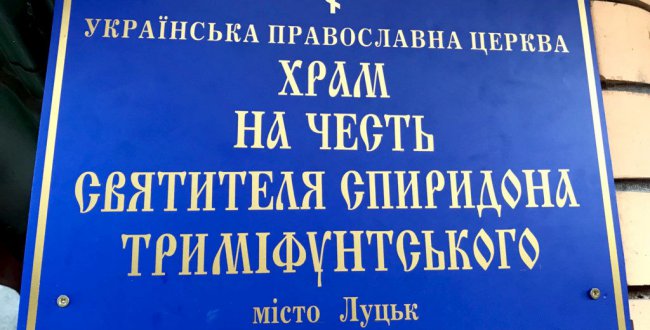 УКРАЇНСЬКА ПРАВОСЛАВНА ЦЕРКВА
ХРАМ
НА ЧЕСТЬ
СВЯТИТЕЛЯ СПИРИДОНА
ТРИМІФУНТСЬКОГО
місто Луцьк